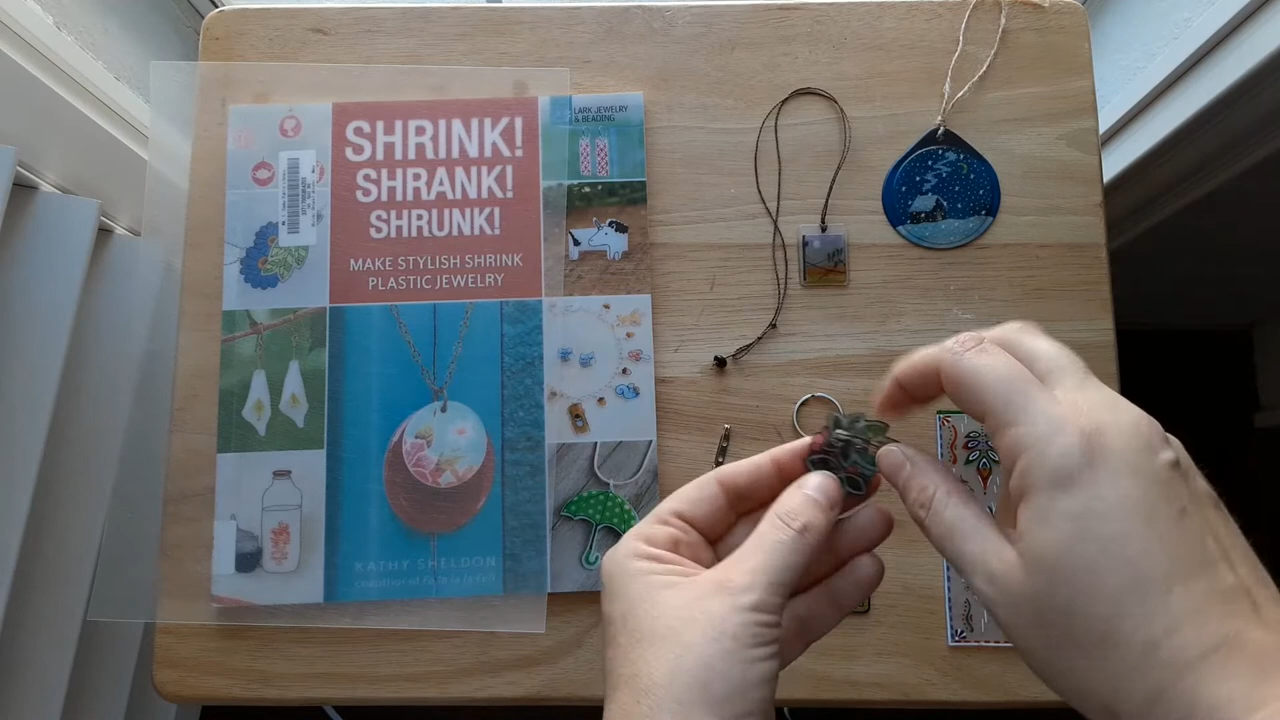 LARK JEWELRY
& BEADING
SHRINK!
SHRANK!
SHRUNK!
MAKE STYLISH SHRINK
PLASTIC JEWELRY
KATHY SHELDON